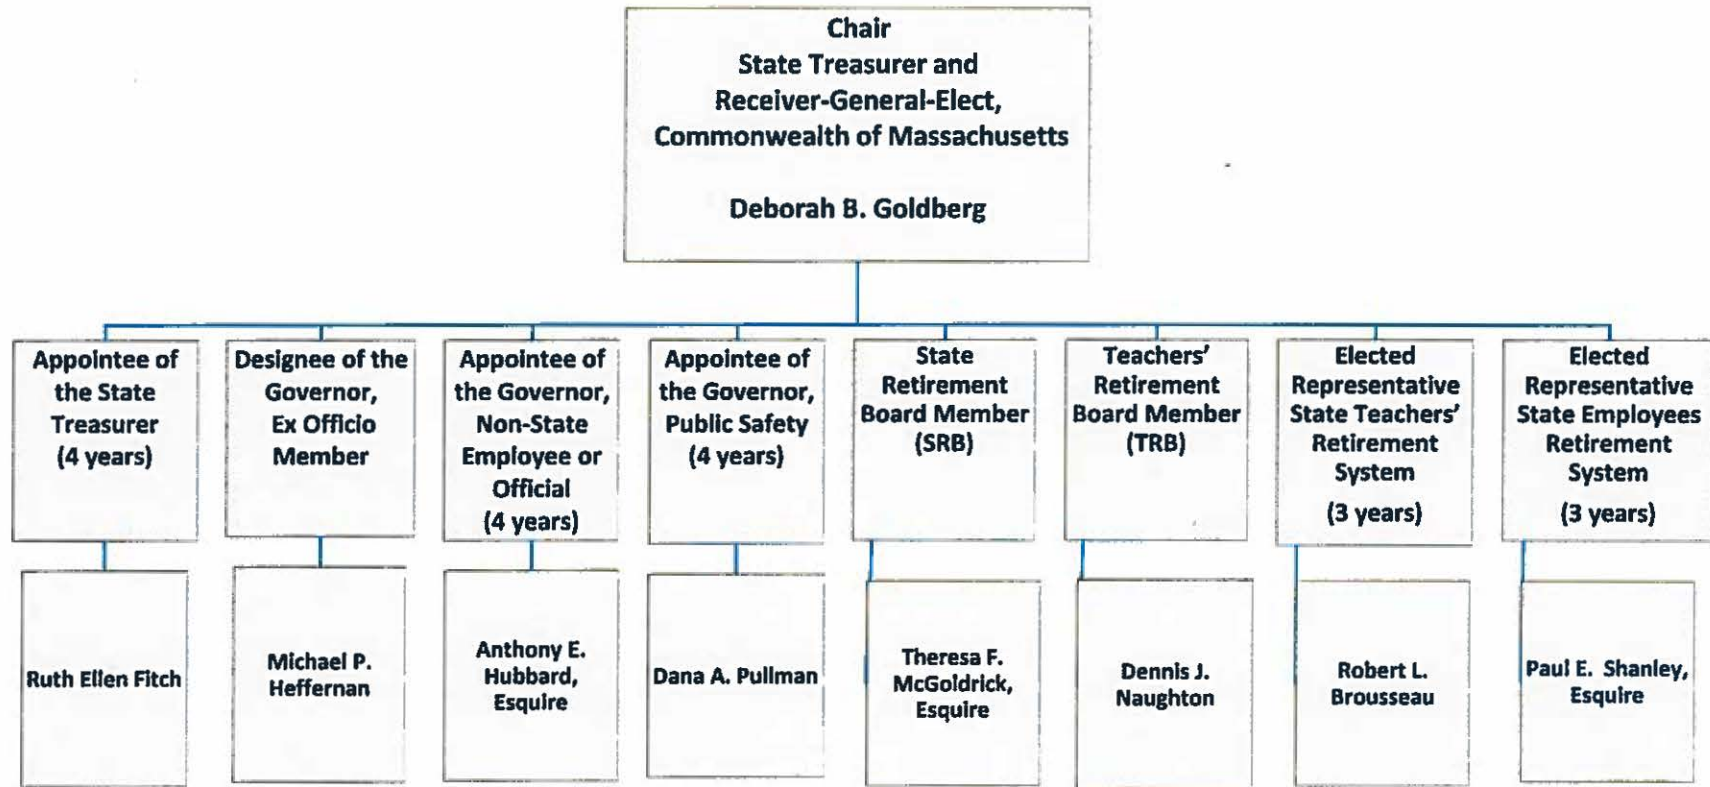 Chair
State Treasurer and
Receiver-General-Elect,
Commonwealth of Massachusetts
Deborah B. Goldberg
Appointee of
the State
Treasurer
(4 years)
Designee of the
Governor,
Ex Officio
Member
Appointee of
the Governor,
Non-State
Employee or
Official
(4 years)
Appointee of
the Governor,
Public Safety
(4 years)
State
Retirement
Board Member
(SRB)
Teachers’
Retirement
Board Member
(TRB)
Elected
Representative
State Teachers’
Retirement
System
(3 years)
Elected
Representative
State Employees
Retirement
System
(3 years)
Ruth Ellen Fitch
Michael P.
Heffernan
Anthony E.
Hubbard,
Esquire
Dana A. Pullman
Theresa F.
McGoldrick,
Esquire
Dennis J.
Naughton
Robert L.
Brousseau
Paul E. Shanley,
Esquire